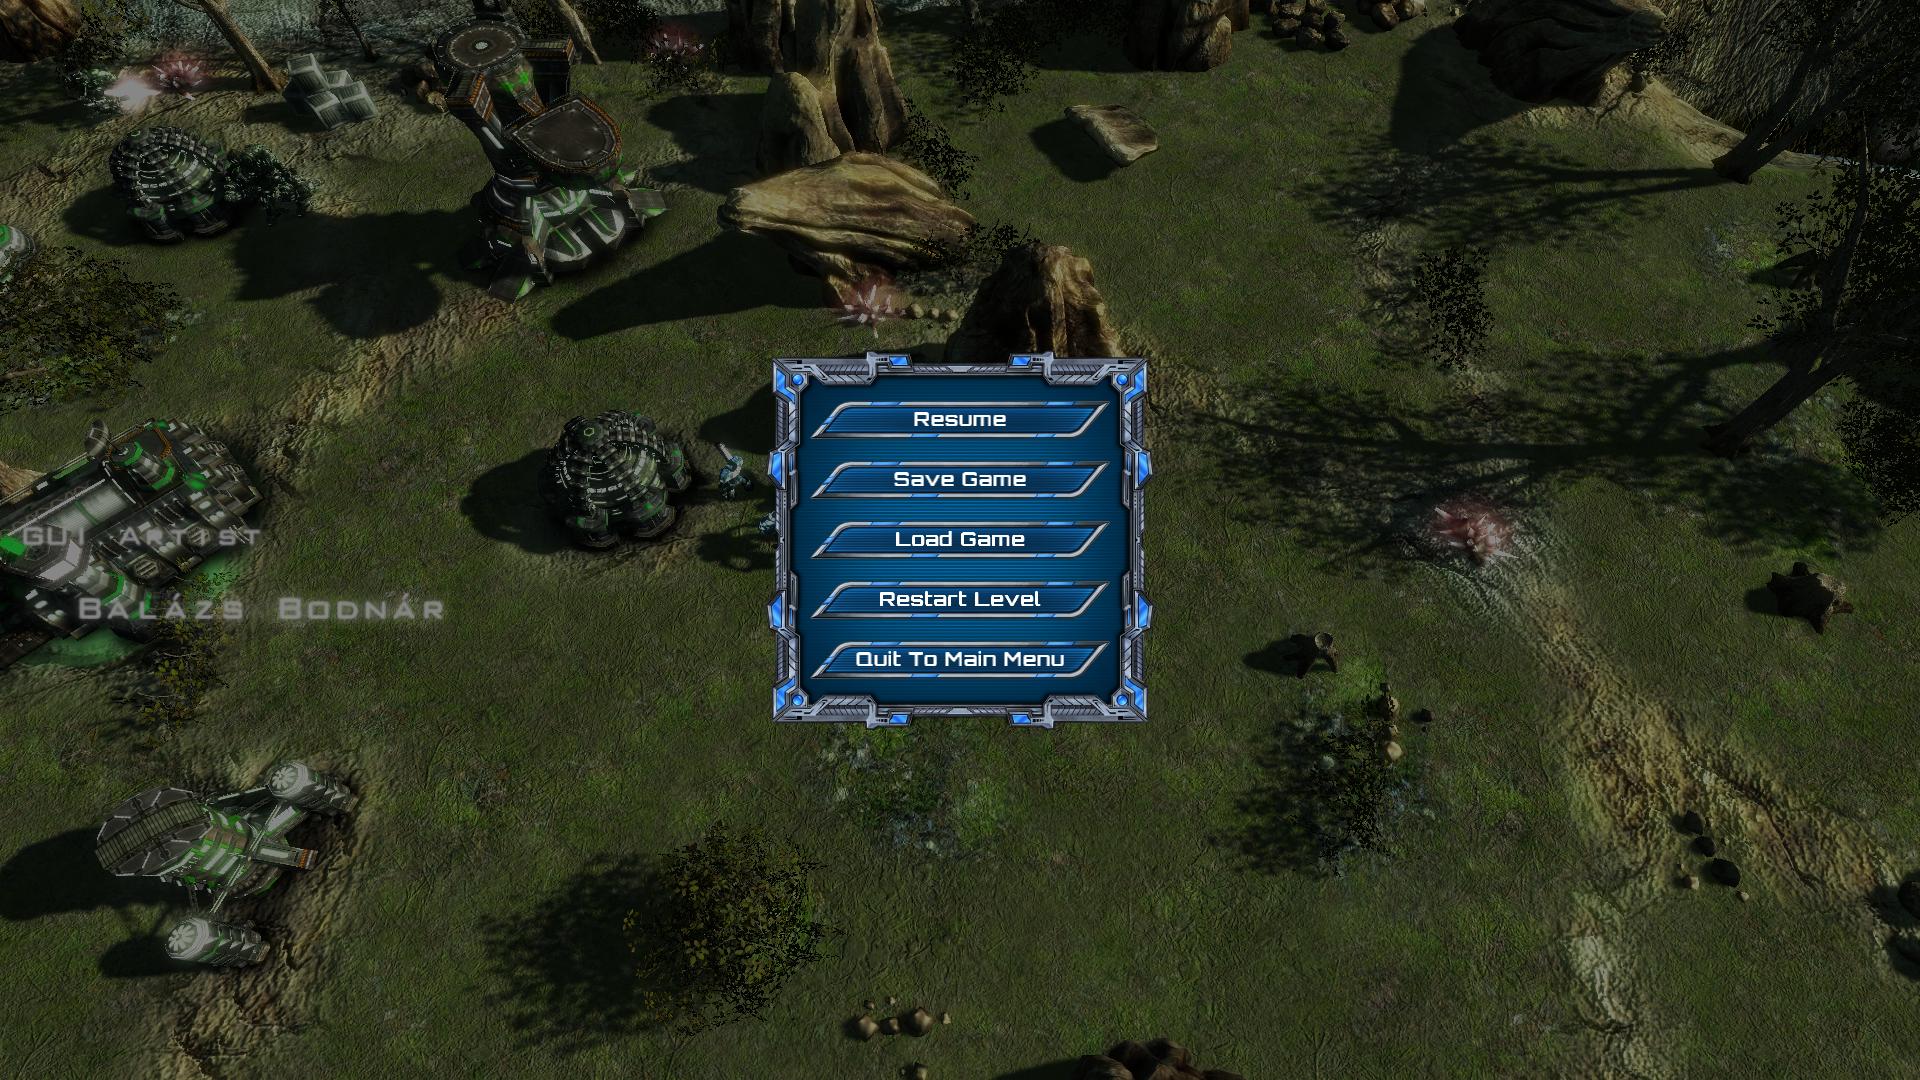 Resume
Save Game
Load Game
Restart Level
Quit To Main Menu
GUI Artist
Balázs Bodnár